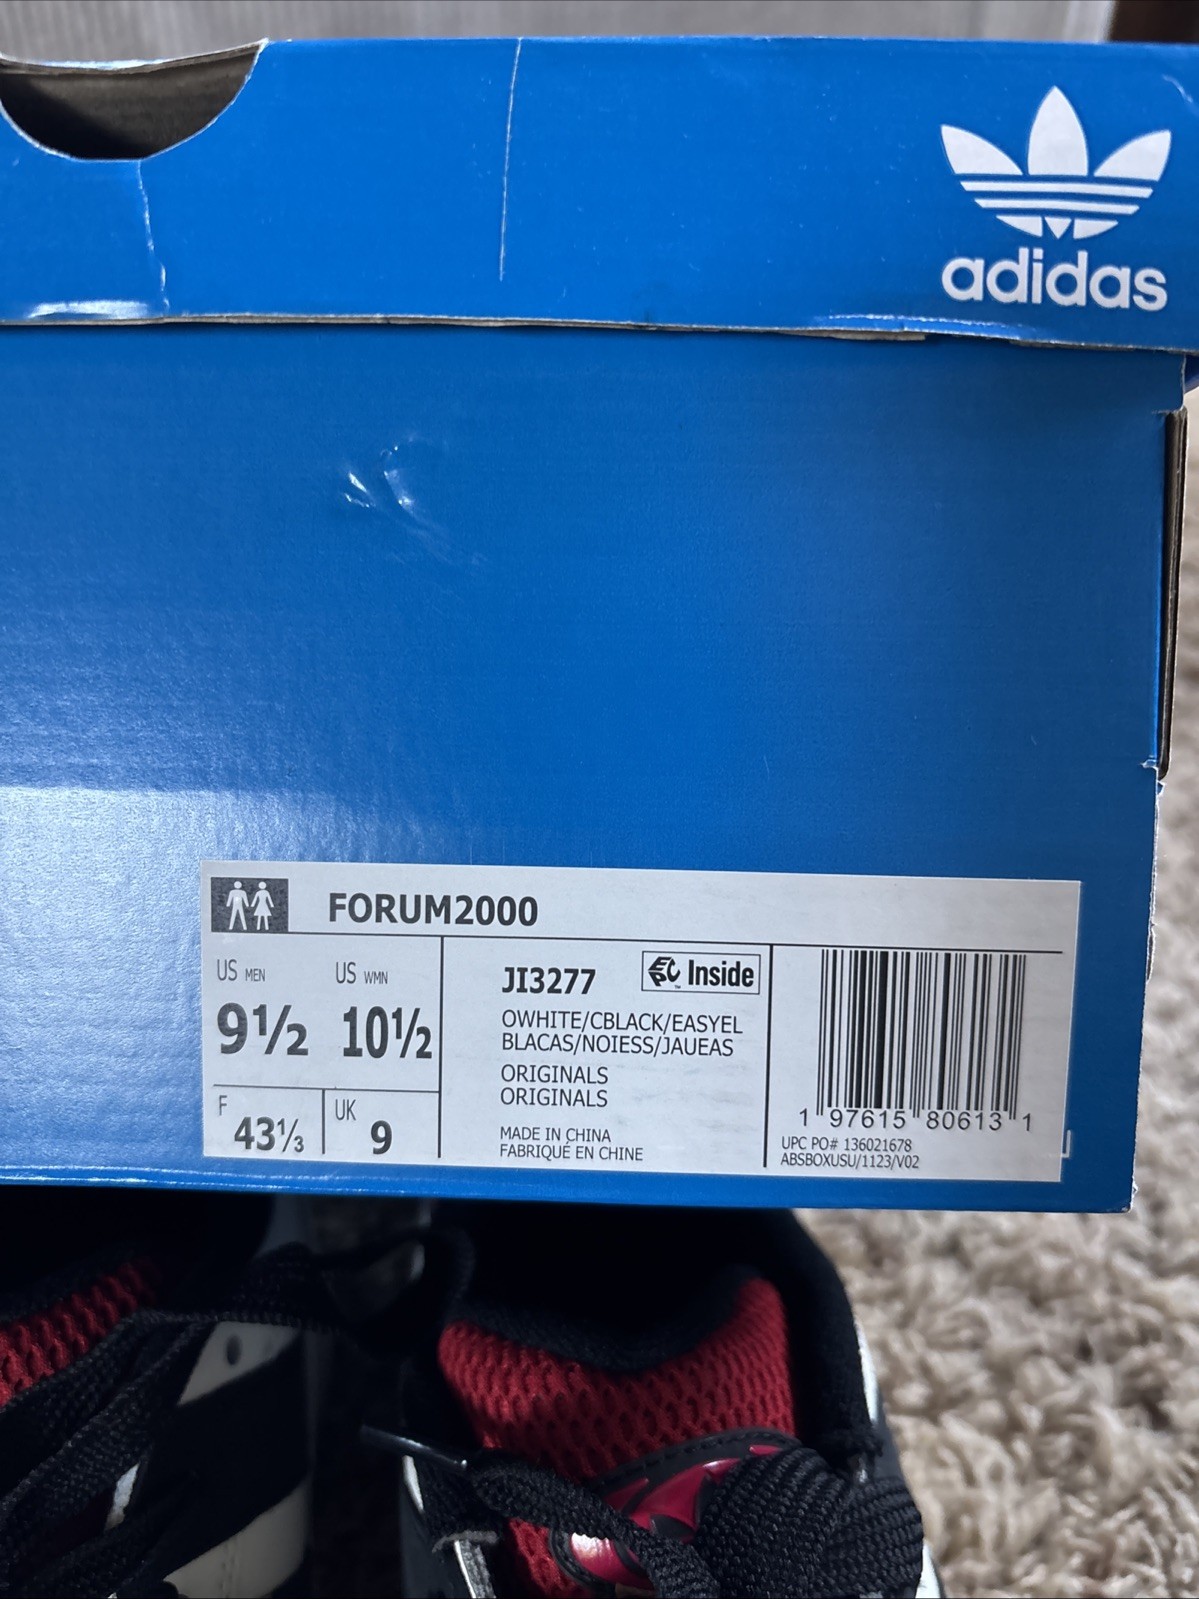 adidas
FORUM2000
US MEN
US WMN
9½
10½
F
43⅓
UK
9
JI3277
EPC™ Inside
OWHITE/CBLACK/EASYEL
BLACAS/NOIESS/JAUEAS
ORIGINALS
ORIGINALS
MADE IN CHINA
FABRIQUÉ EN CHINE
1 97615 80613 1
UPC PO# 136021678
ABSBOXUSU/1123/V02